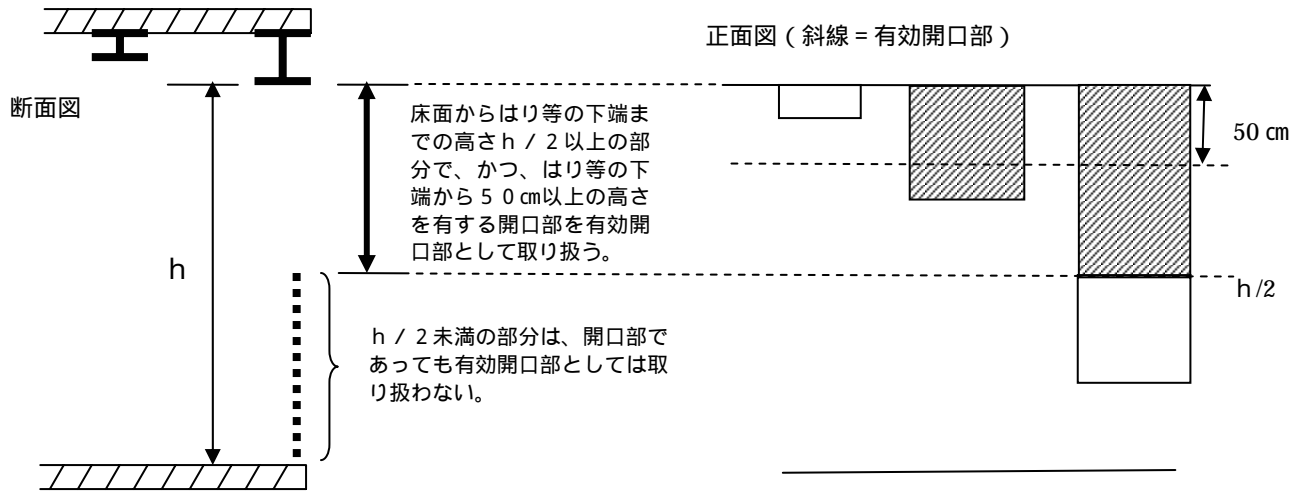 正面図（斜線＝有効開口部）
断面図
床面からはり等の下端ま
での高さｈ／２以上の部
分で、かつ、はり等の下
端から５０㎝以上の高さ
を有する開口部を有効開
口部として取り扱う。
50 ㎝
ｈ
ｈ/2
ｈ／２未満の部分は、開口部で
あっても有効開口部としては取
り扱わない。